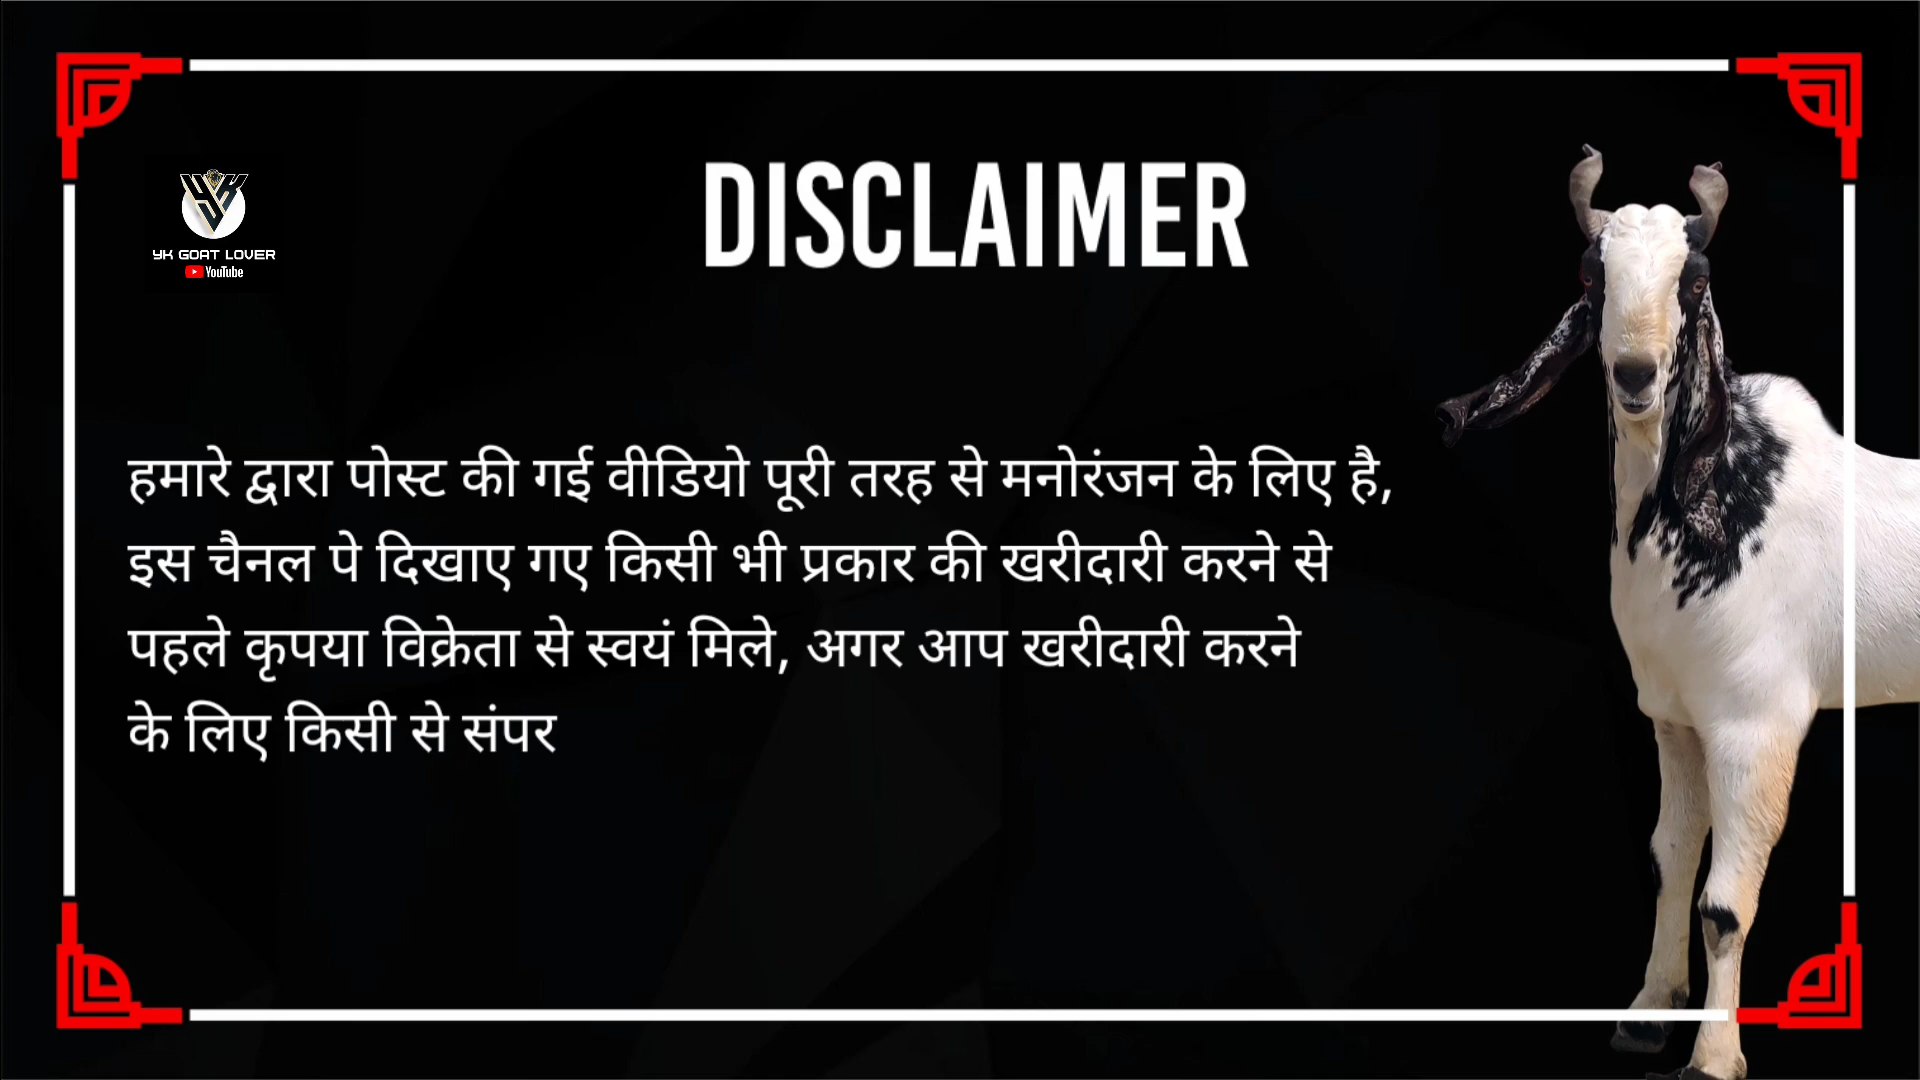 DISCLAIMER
YK GOAT LOVER
YouTube
हमारे द्वारा पोस्ट की गई वीडियो पूरी तरह से मनोरंजन के लिए है,
इस चैनल पे दिखाए गए किसी भी प्रकार की खरीदारी करने से
पहले कृपया विक्रेता से स्वयं मिले, अगर आप खरीदारी करने
के लिए किसी से संपर